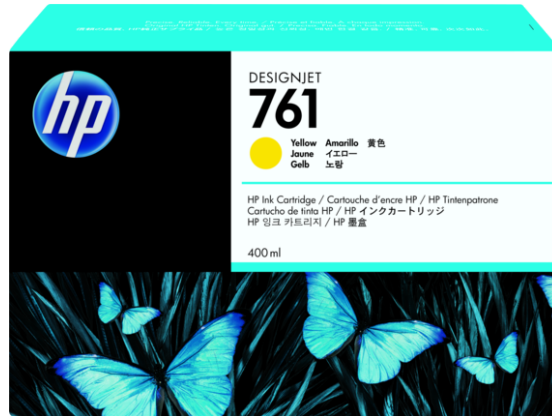 hp
DESIGNJET
761
Yellow Amarillo 黄色
Jaune イエロー
Gelb 노랑
HP Ink Cartridge / Cartouche d'encre HP / HP Tintenpatrone
Cartucho de tinta HP / HP インクカートリッジ
HP 잉크 카트리지 / HP 墨盒
400 ml